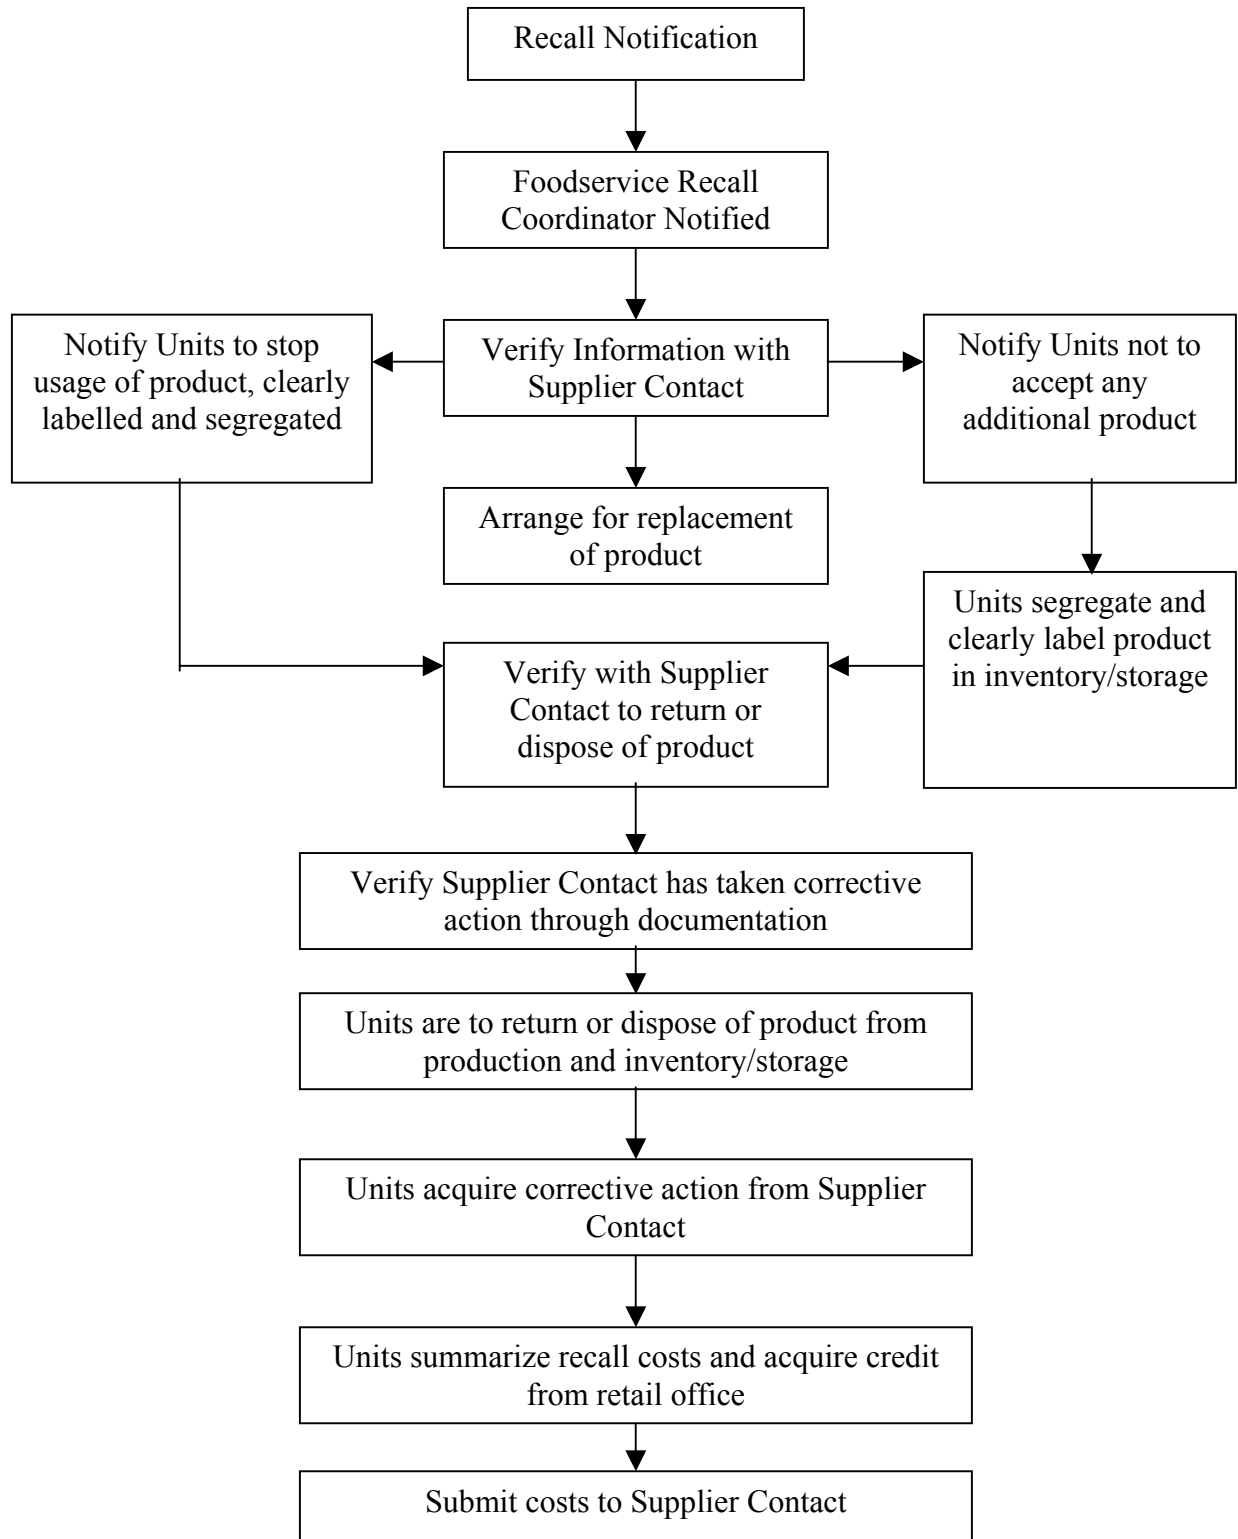 Recall Notification
Foodservice Recall
Coordinator Notified
Notify Units to stop
usage of product, clearly
labelled and segregated
Verify Information with
Supplier Contact
Notify Units not to
accept any
additional product
Arrange for replacement
of product
Units segregate and
clearly label product
in inventory/storage
Verify with Supplier
Contact to return or
dispose of product
Verify Supplier Contact has taken corrective
action through documentation
Units are to return or dispose of product from
production and inventory/storage
Units acquire corrective action from Supplier
Contact
Units summarize recall costs and acquire credit
from retail office
Submit costs to Supplier Contact